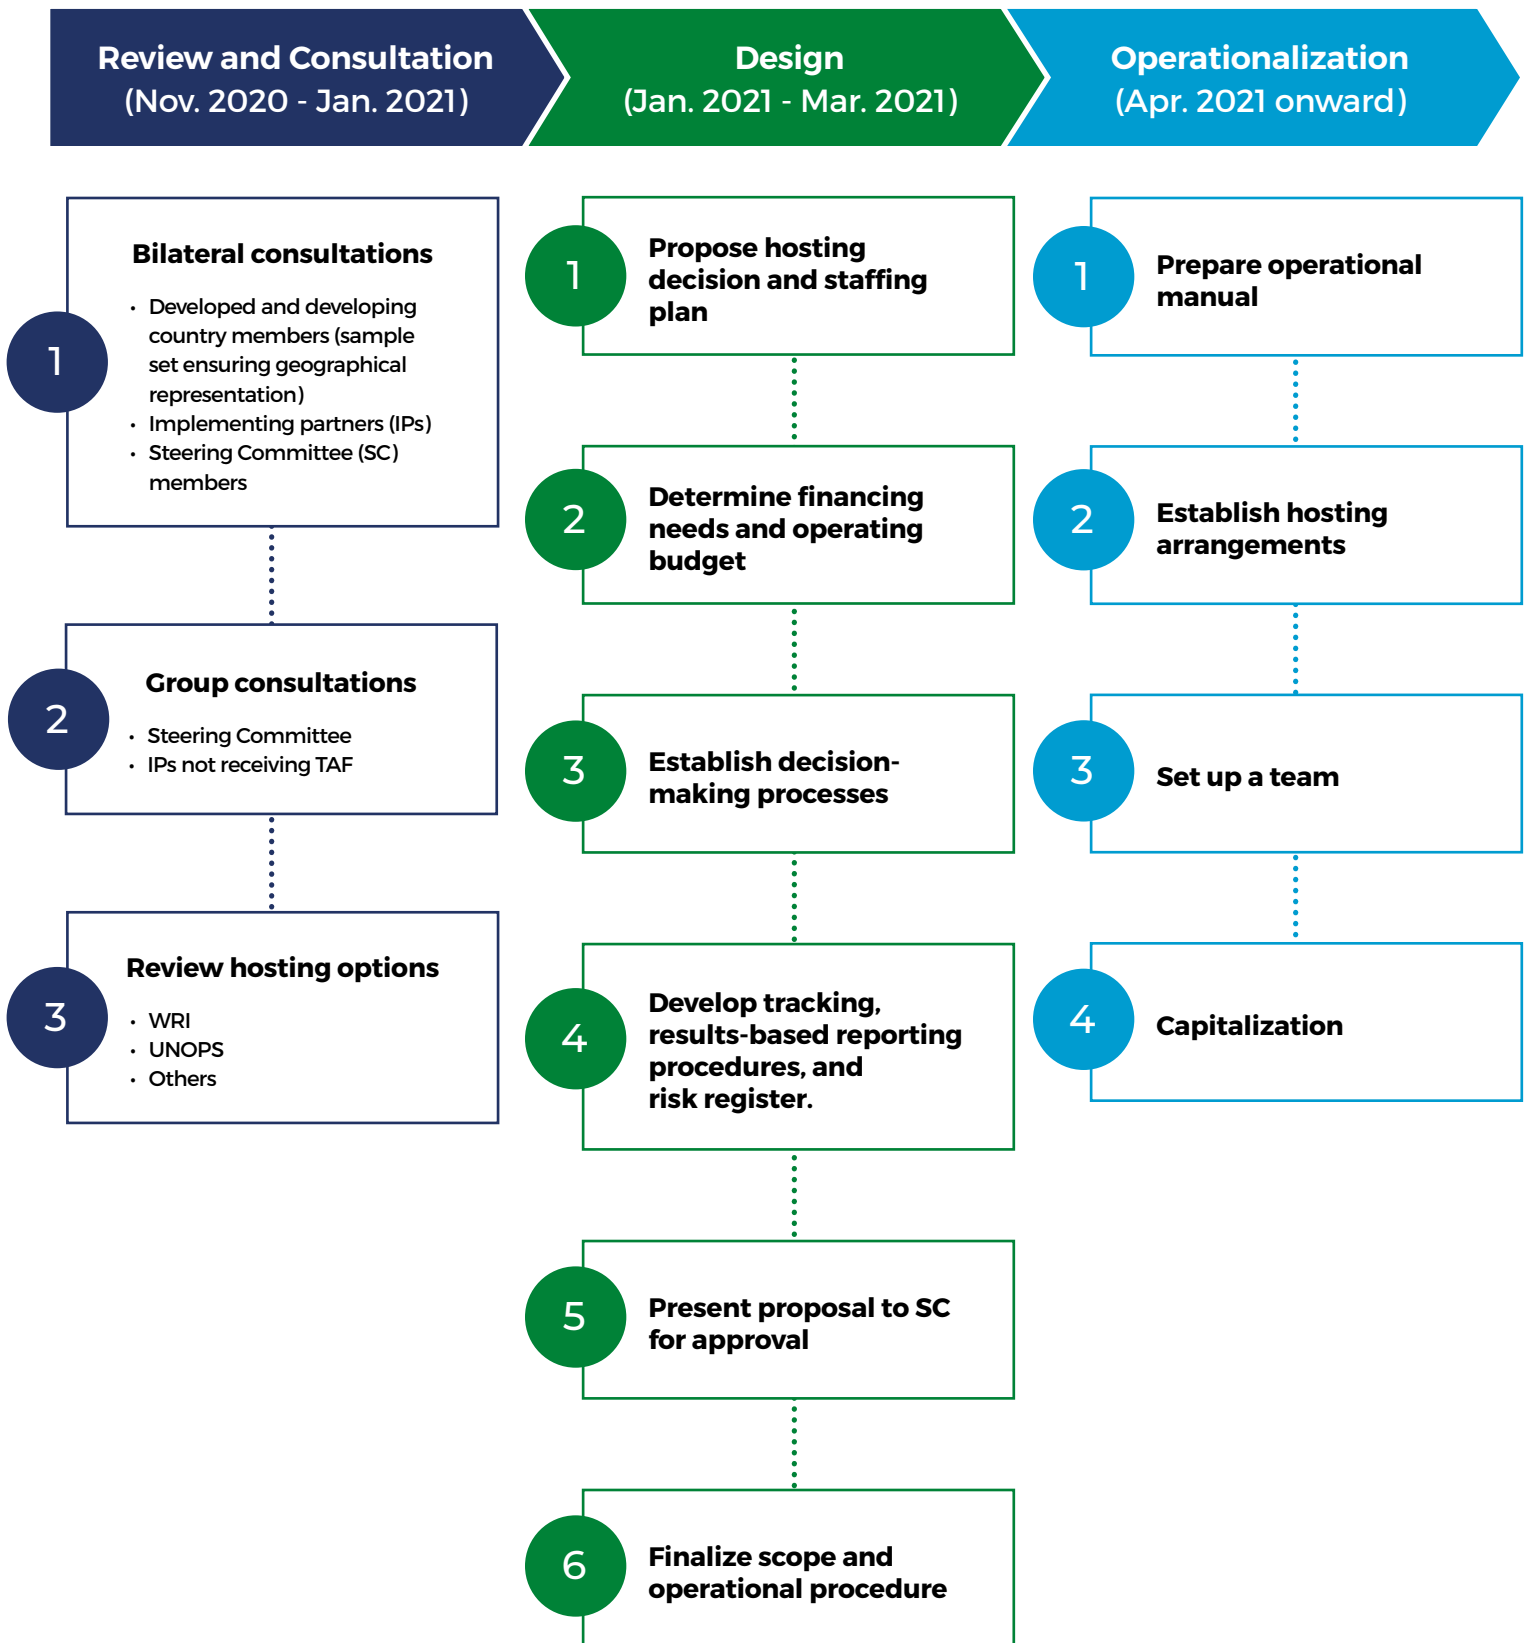 Review and Consultation
(Nov. 2020 - Jan. 2021)
Design
(Jan. 2021 - Mar. 2021)
Operationalization
(Apr. 2021 onward)
1
Bilateral consultations
• Developed and developing
country members (sample
set ensuring geographical
representation)
• Implementing partners (IPs)
• Steering Committee (SC)
members
2
Group consultations
• Steering Committee
• IPs not receiving TAF
3
Review hosting options
• WRI
• UNOPS
• Others
1
Propose hosting
decision and staffing
plan
2
Determine financing
needs and operating
budget
3
Establish decision-
making processes
4
Develop tracking,
results-based reporting
procedures, and
risk register.
5
Present proposal to SC
for approval
6
Finalize scope and
operational procedure
1
Prepare operational
manual
2
Establish hosting
arrangements
3
Set up a team
4
Capitalization